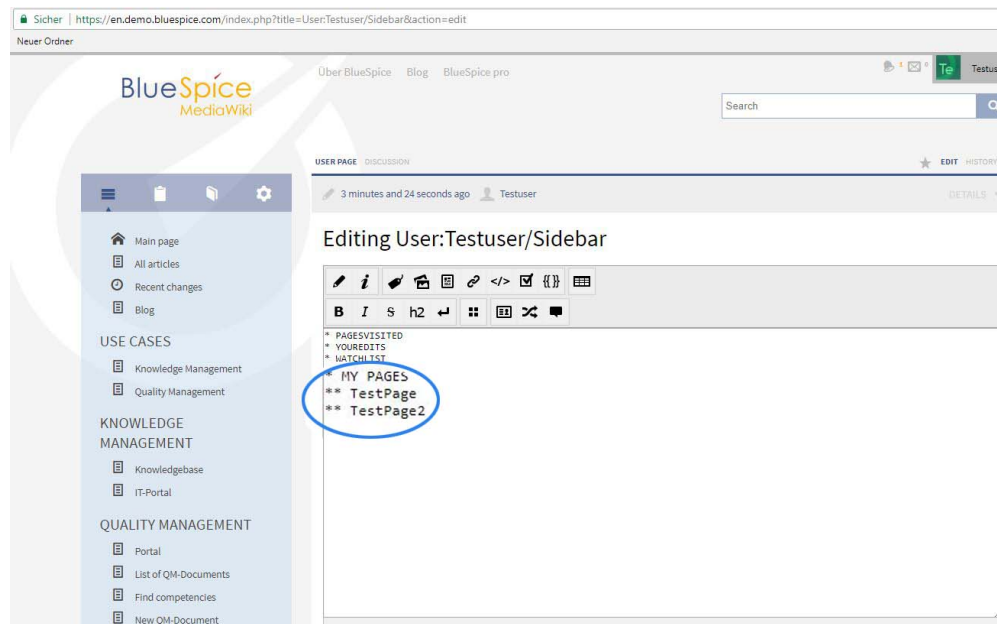 Sicher | https://en.demo.bluespice.com/index.php?title=User:Testuser/Sidebar&action=edit
Neuer Ordner
BlueSpice
MediaWiki
Über BlueSpice Blog BlueSpice pro
Te
Search
USER PAGE DISCUSSION
EDIT HISTORY
3 minutes and 24 seconds ago Testuser
DETAILS
Main page
All articles
Recent changes
Blog
USE CASES
Knowledge Management
Quality Management
KNOWLEDGE
MANAGEMENT
Knowledgebase
IT-Portal
QUALITY MANAGEMENT
Portal
List of QM-Documents
Find competencies
New QM-Document
Editing User:Testuser/Sidebar
i </> {{}}
B I S h2
* PAGESVISITED
* YOUREDITS
* WATCHLIST
* MY PAGES
** TestPage
** TestPage2